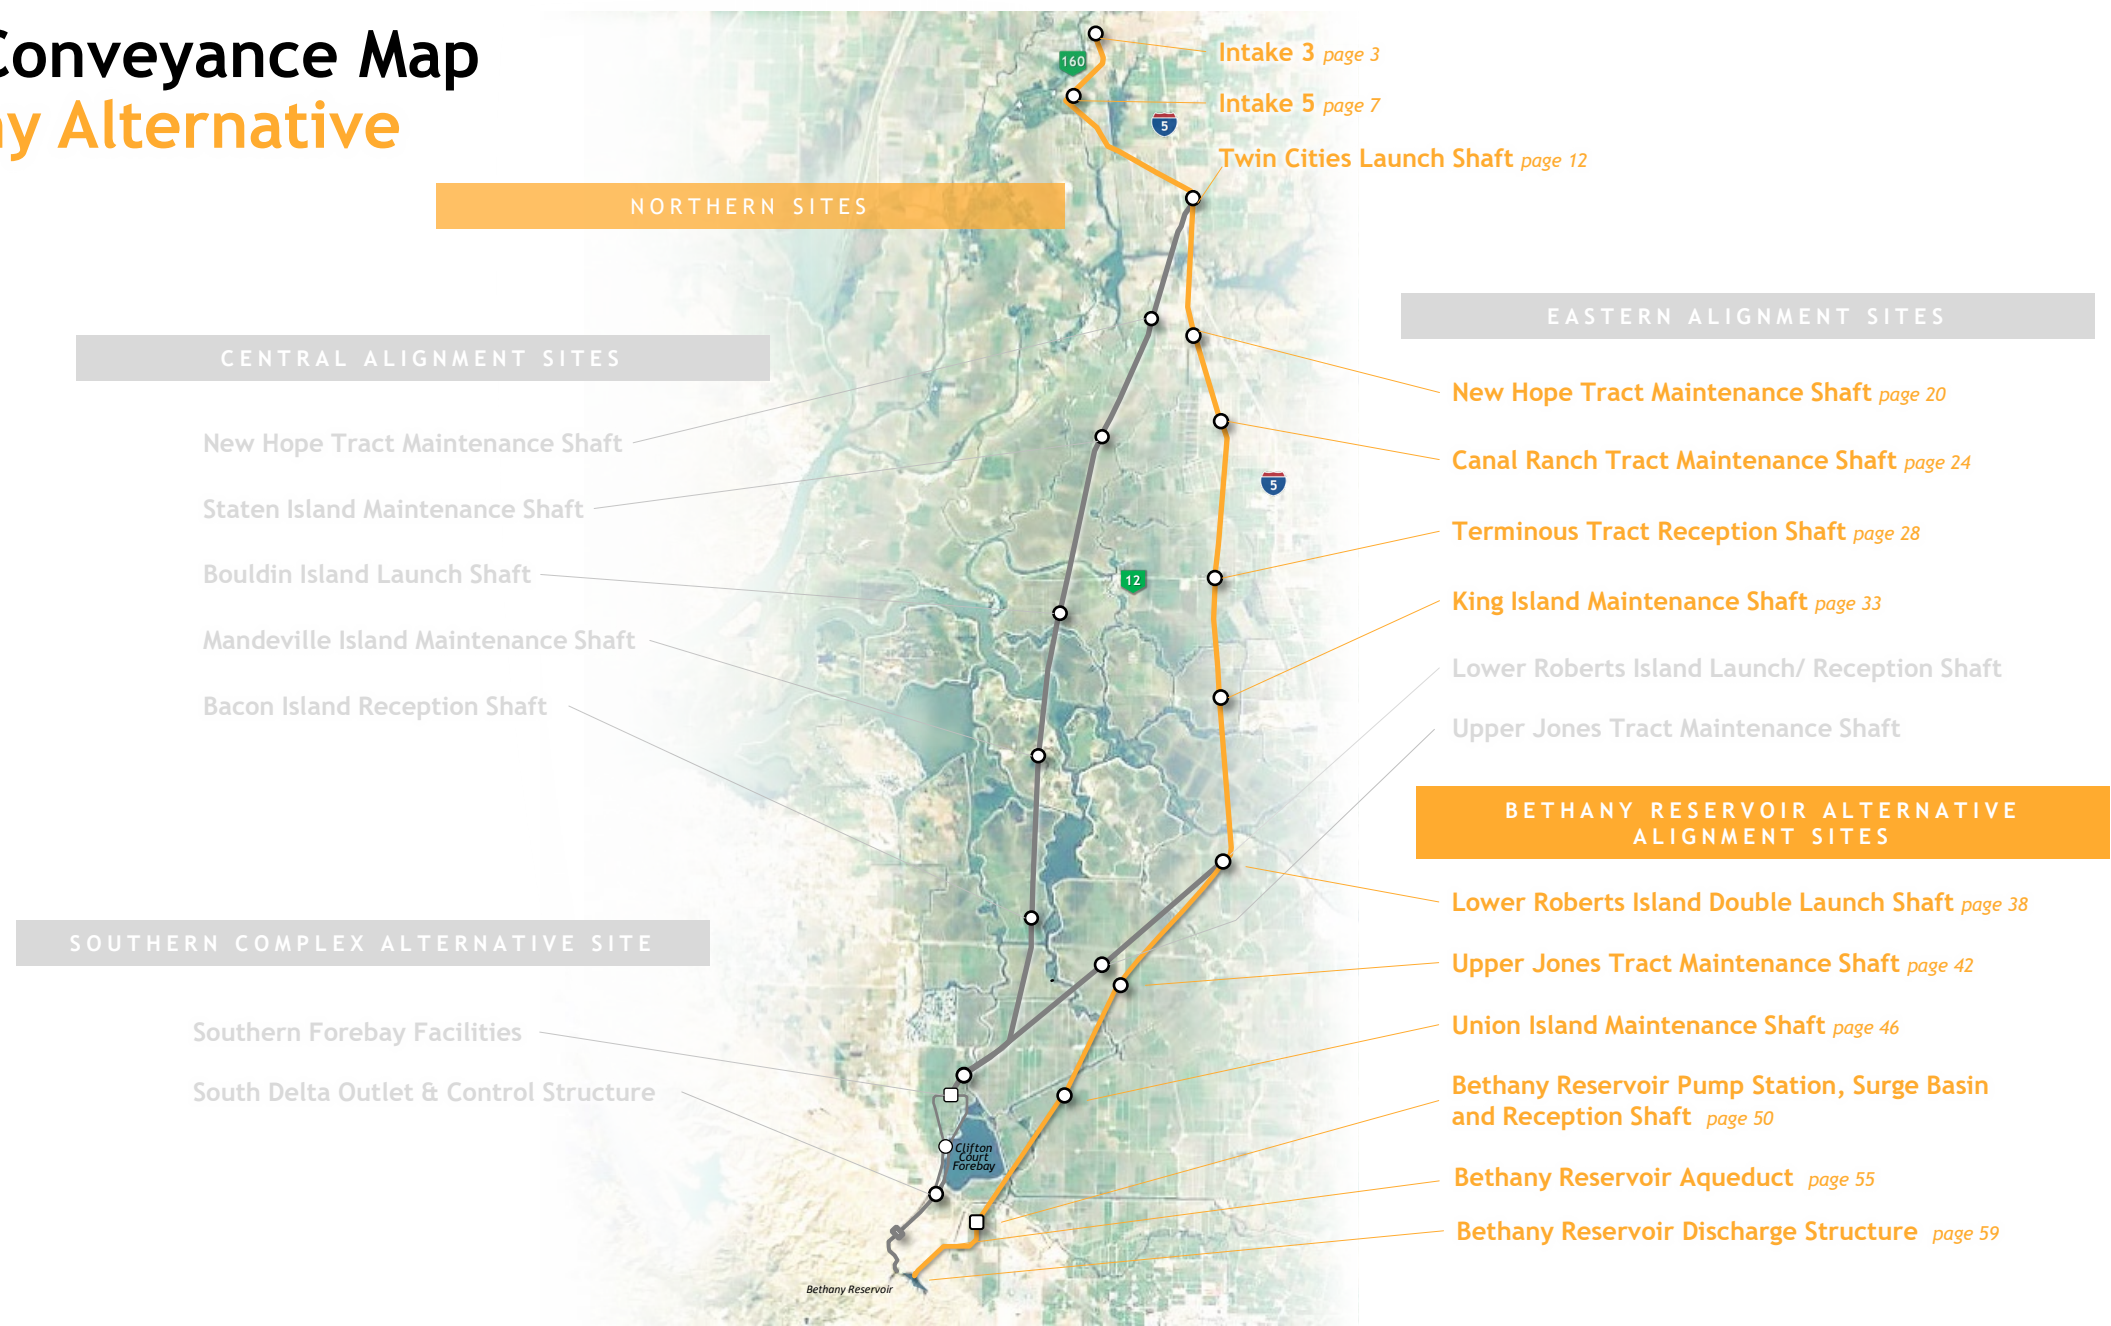 Conveyance Map
ny Alternative
160
Intake 3 page 3
Intake 5 page 7
5
Twin Cities Launch Shaft page 12
NORTHERN SITES
CENTRAL ALIGNMENT SITES
New Hope Tract Maintenance Shaft
Staten Island Maintenance Shaft
Bouldin Island Launch Shaft
Mandeville Island Maintenance Shaft
Bacon Island Reception Shaft
SOUTHERN COMPLEX ALTERNATIVE SITE
Southern Forebay Facilities
South Delta Outlet & Control Structure
5
12
Clifton
Court
Forebay
Bethany Reservoir
EASTERN ALIGNMENT SITES
New Hope Tract Maintenance Shaft page 20
Canal Ranch Tract Maintenance Shaft page 24
Terminous Tract Reception Shaft page 28
King Island Maintenance Shaft page 33
Lower Roberts Island Launch/ Reception Shaft
Upper Jones Tract Maintenance Shaft
BETHANY RESERVOIR ALTERNATIVE
ALIGNMENT SITES
Lower Roberts Island Double Launch Shaft page 38
Upper Jones Tract Maintenance Shaft page 42
Union Island Maintenance Shaft page 46
Bethany Reservoir Pump Station, Surge Basin
and Reception Shaft page 50
Bethany Reservoir Aqueduct page 55
Bethany Reservoir Discharge Structure page 59